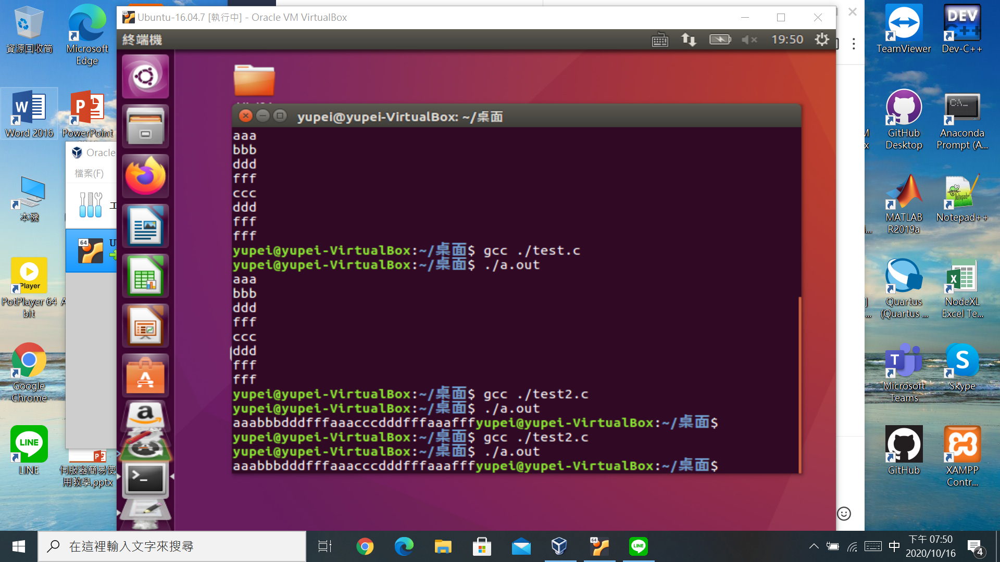 Ubuntu-16.04.7 [執行中] - Oracle VM VirtualBox
終端機
19:50
資源回收筒
Microsoft Edge
Word 2016
PowerPoint
本機
PotPlayer 64 bit
Google Chrome
LINE
伺服器簡易使用教學.pptx
Oracle
檔案(F)
yupei@yupei-VirtualBox: ~/桌面
aaa
bbb
ddd
fff
ccc
ddd
fff
fff
yupei@yupei-VirtualBox:~/桌面$ gcc ./test.c
yupei@yupei-VirtualBox:~/桌面$ ./a.out
aaa
bbb
ddd
fff
ccc
ddd
fff
fff
yupei@yupei-VirtualBox:~/桌面$ gcc ./test2.c
yupei@yupei-VirtualBox:~/桌面$ ./a.out
aaabbbdddfffaaacccdddfffaaafffyupei@yupei-VirtualBox:~/桌面$
yupei@yupei-VirtualBox:~/桌面$ gcc ./test2.c
yupei@yupei-VirtualBox:~/桌面$ ./a.out
aaabbbdddfffaaacccdddfffaaafffyupei@yupei-VirtualBox:~/桌面$
TeamViewer
Dev-C++
GitHub Desktop
Anaconda Prompt (A...
MATLAB R2019a
Notepad++
Quartus (Quartus ...
NodeXL Excel Te...
Microsoft Teams
Skype
GitHub
XAMPP Contr...
在這裡輸入文字來搜尋
中
下午 07:50
2020/10/16
4